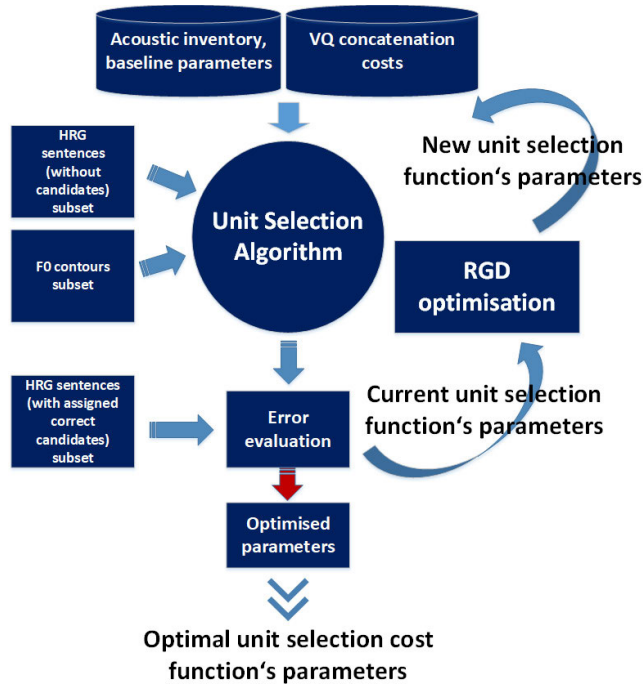 Acoustic inventory,
baseline parameters
VQ concatenation
costs
HRG
sentences
(without
candidates)
subset
New unit selection
function‘s parameters
Unit Selection
Algorithm
F0 contours
subset
RGD
optimisation
HRG sentences
(with assigned
correct
candidates)
subset
Error
evaluation
Current unit selection
function‘s parameters
Optimised
parameters
Optimal unit selection cost
function‘s parameters